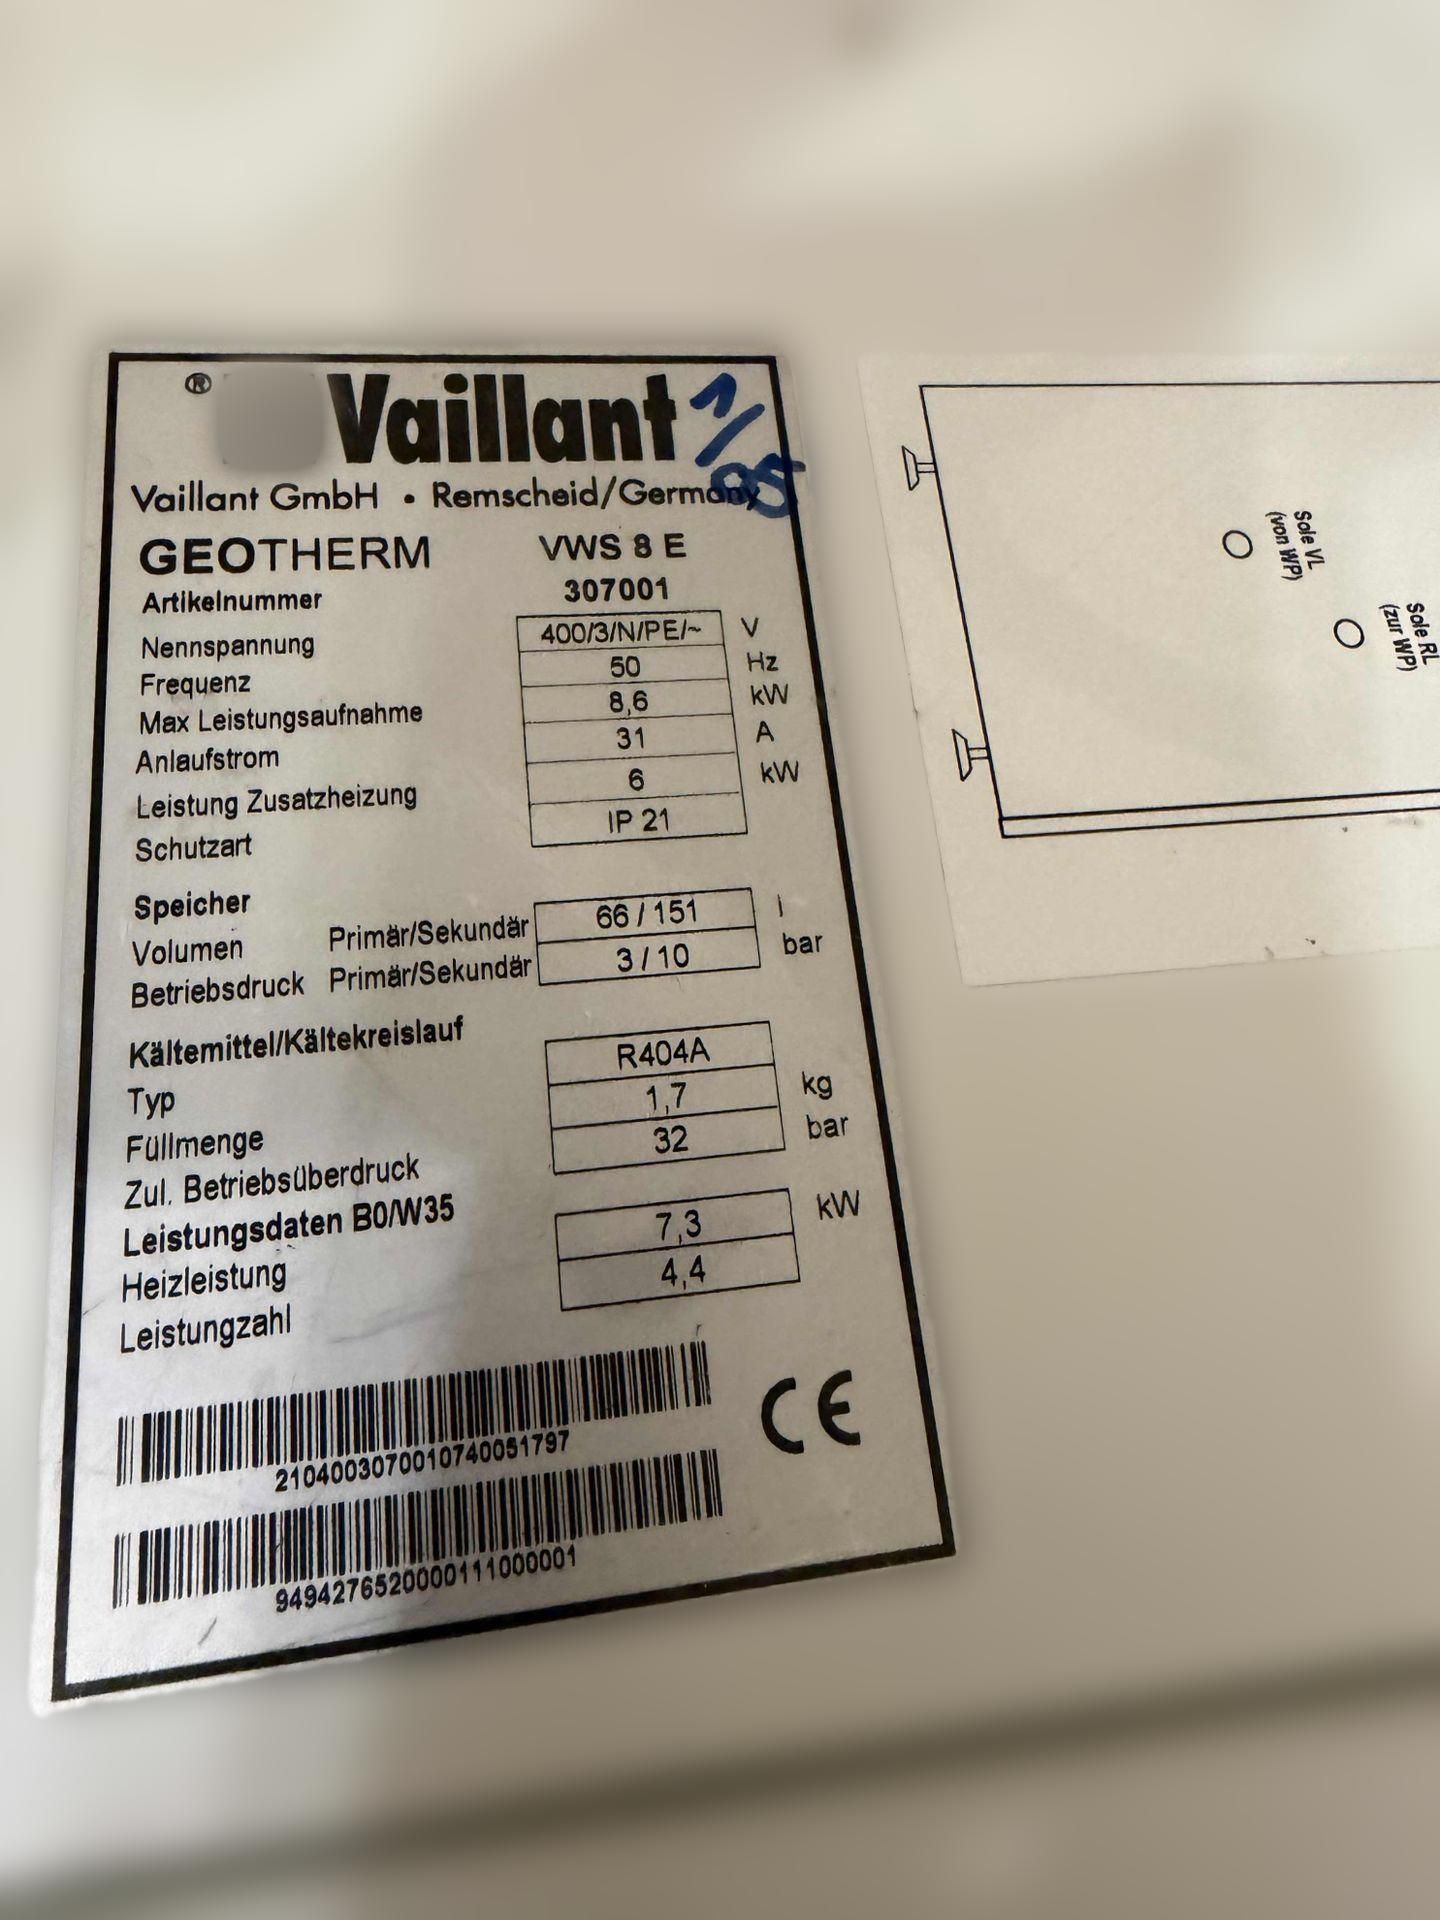 ® Vaillant 1/05
Vaillant GmbH • Remscheid/Germany
GEOTHERM VWS 8 E
Artikelnummer 307001
Nennspannung 400/3/N/PE/~ V
Frequenz 50 Hz
Max Leistungsaufnahme 8,6 kW
Anlaufstrom 31 A
Leistung Zusatzheizung 6 kW
Schutzart IP 21
Speicher
Volumen Primär/Sekundär 66 / 151 l
Betriebsdruck Primär/Sekundär 3 / 10 bar
Kältemittel/Kältekreislauf
Typ R404A
Füllmenge 1,7 kg
Zul. Betriebsüberdruck 32 bar
Leistungsdaten B0/W35
Heizleistung 7,3 kW
Leistungzahl 4,4
2104003070010740051797
CE
9494276520000111000001
Sole VL
(von WP)
Sole RL
(zur WP)